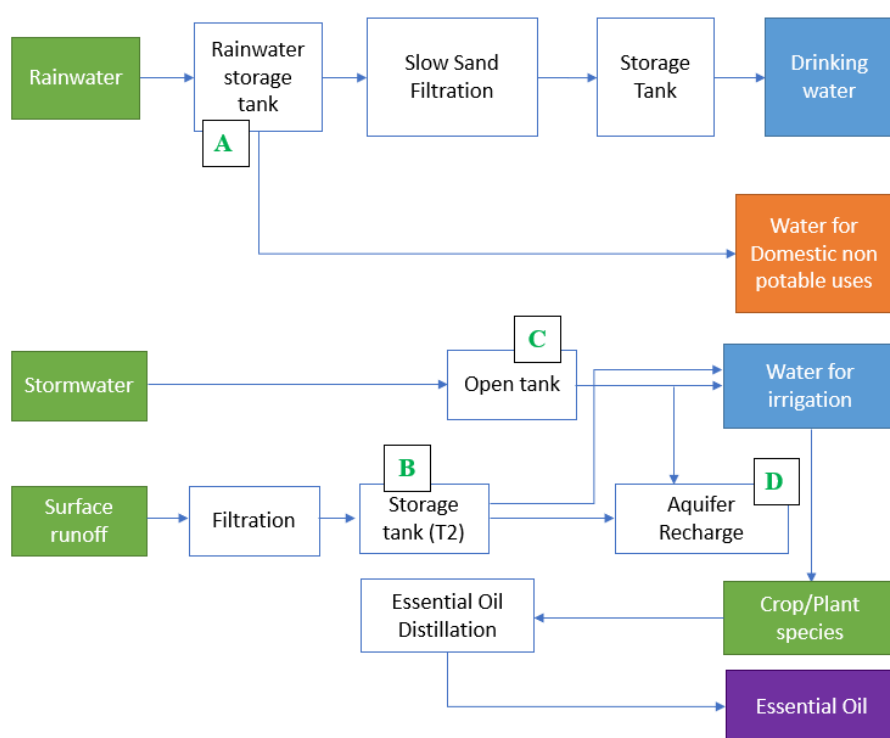 Rainwater
Rainwater
storage
tank
A
Slow Sand
Filtration
Storage
Tank
Drinking
water
Water for
Domestic non
potable uses
Stormwater
C
Open tank
Water for
irrigation
Surface
runoff
Filtration
B
Storage
tank (T2)
D
Aquifer
Recharge
Essential Oil
Distillation
Crop/Plant
species
Essential Oil